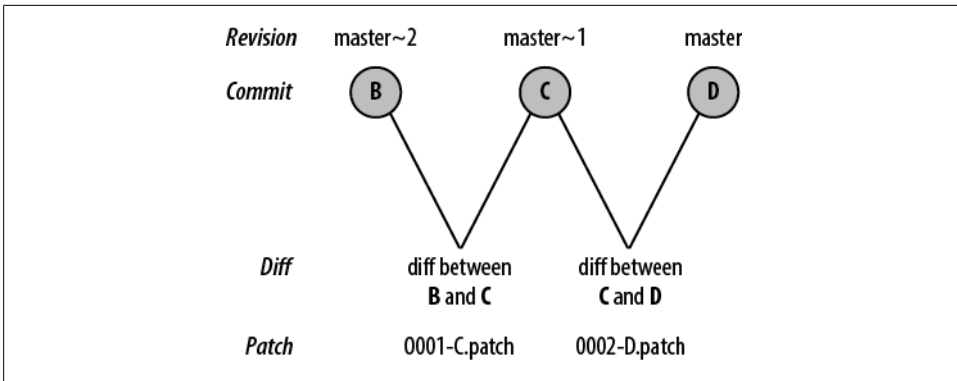 Revision master~2 master~1 master
Commit B C D
Diff diff between diff between
B and C C and D
Patch 0001-C.patch 0002-D.patch